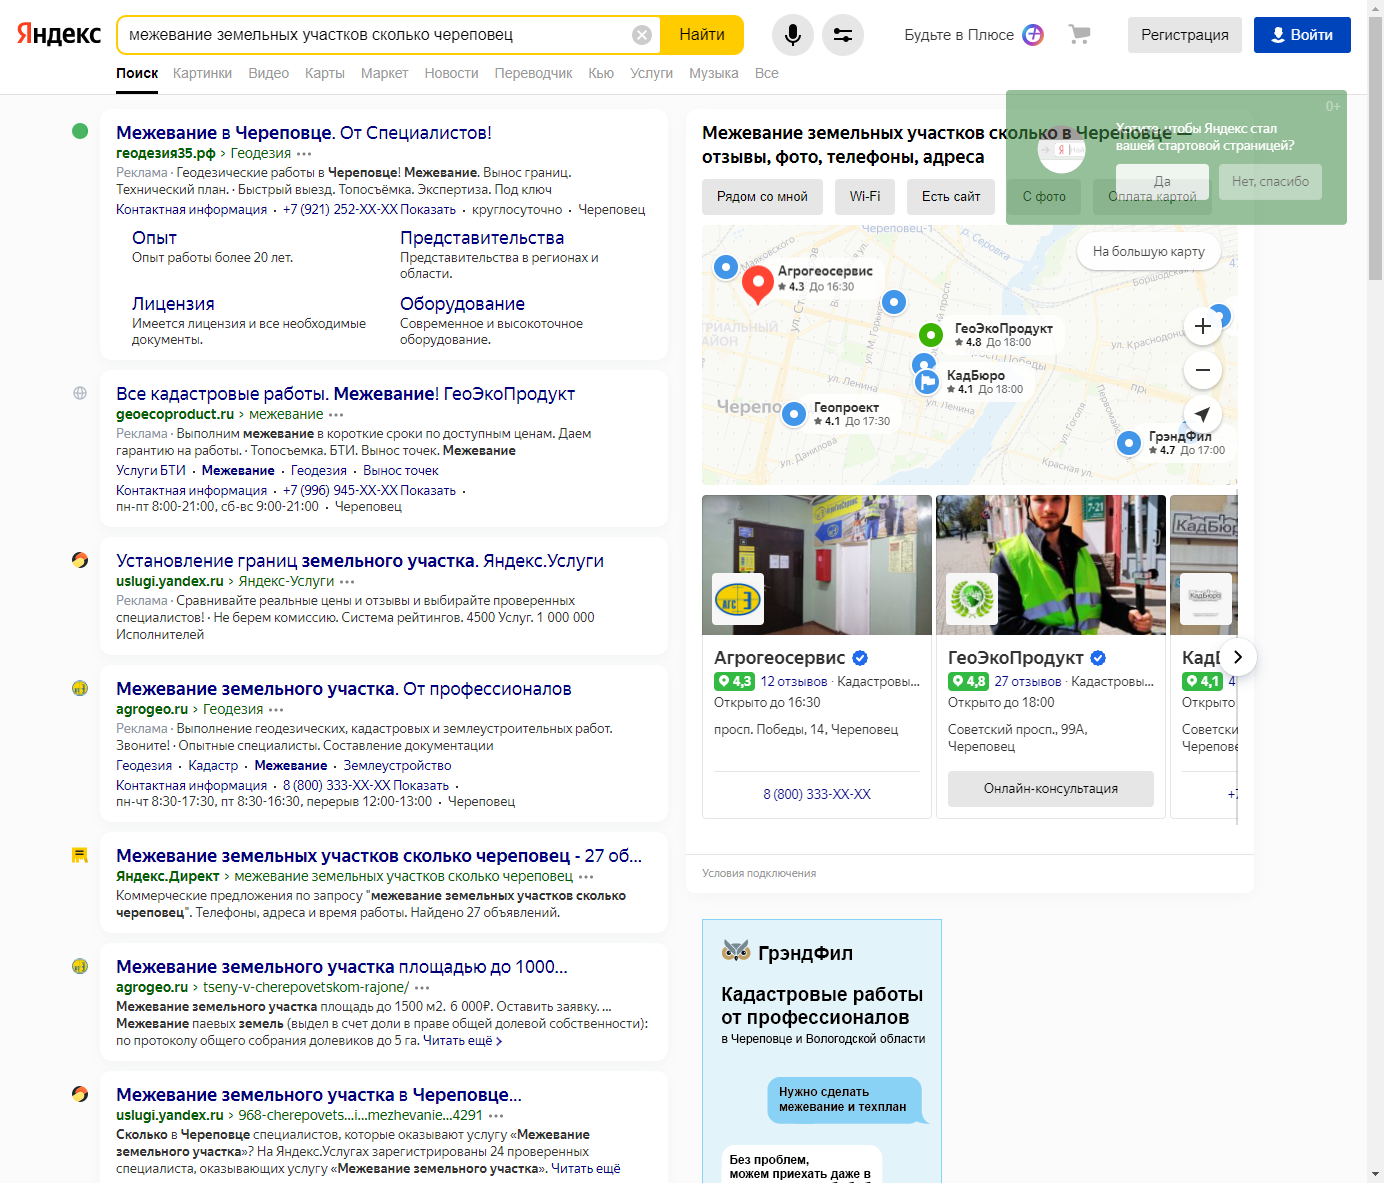 Яндекс
межевание земельных участков сколько череповец
Найти
Будьте в Плюсе
Регистрация
Войти
Поиск Картинки Видео Карты Маркет Новости Переводчик Кью Услуги Музыка Все
0+
Хотите, чтобы Яндекс стал
вашей стартовой страницей?
Да
Нет, спасибо
Межевание в Череповце. От Специалистов!
геодезия35.рф › Геодезия
Реклама · Геодезические работы в Череповце! Межевание. Вынос границ.
Технический план. · Быстрый выезд. Топосъёмка. Экспертиза. Под ключ
Контактная информация · +7 (921) 252-XX-XX Показать · круглосуточно · Череповец
Опыт
Опыт работы более 20 лет.
Представительства
Представительства в регионах и
области.
Лицензия
Имеется лицензия и все необходимые
документы.
Оборудование
Современное и высокоточное
оборудование.
Все кадастровые работы. Межевание! ГеоЭкоПродукт
geoecoproduct.ru › межевание
Реклама · Выполним межевание в короткие сроки по доступным ценам. Даем
гарантию на работы. · Топосъемка. БТИ. Вынос точек. Межевание
Услуги БТИ · Межевание · Геодезия · Вынос точек
Контактная информация · +7 (996) 945-XX-XX Показать ·
пн-пт 8:00-21:00, сб-вс 9:00-21:00 · Череповец
Установление границ земельного участка. Яндекс.Услуги
uslugi.yandex.ru › Яндекс-Услуги
Реклама · Сравнивайте реальные цены и отзывы и выбирайте проверенных
специалистов! · Не берем комиссию. Система рейтингов. 4500 Услуг. 1 000 000
Исполнителей
Межевание земельного участка. От профессионалов
agrogeo.ru › Геодезия
Реклама · Выполнение геодезических, кадастровых и землеустроительных работ.
Звоните! · Опытные специалисты. Составление документации
Геодезия · Кадастр · Межевание · Землеустройство
Контактная информация · 8 (800) 333-XX-XX Показать ·
пн-чт 8:30-17:30, пт 8:30-16:30, перерыв 12:00-13:00 · Череповец
Межевание земельных участков сколько череповец - 27 об...
Яндекс.Директ › межевание земельных участков сколько череповец
Коммерческие предложения по запросу "межевание земельных участков сколько
череповец". Телефоны, адреса и время работы. Найдено 27 объявлений.
Межевание земельного участка площадью до 1000...
agrogeo.ru › tseny-v-cherepovetskom-rajone/
Межевание земельного участка площадь до 1500 м2. 6 000₽. Оставить заявку. ...
Межевание паевых земель (выдел в счет доли в праве общей долевой собственности):
по протоколу общего собрания долевиков до 5 га. Читать ещё ›
Межевание земельного участка в Череповце...
uslugi.yandex.ru › 968-cherepovets...i...mezhevanie...4291
Сколько в Череповце специалистов, которые оказывают услугу «Межевание
земельного участка»? На Яндекс.Услугах зарегистрированы 24 проверенных
специалиста, оказывающих услугу «Межевание земельного участка». Читать ещё
Межевание земельных участков сколько в Череповце —
отзывы, фото, телефоны, адреса
Рядом со мной
Wi-Fi
Есть сайт
С фото
Оплата картой
Череповец-1
р. Серовка
На большую карту
Агрогеосервис
4.3 До 16:30
ГеоЭкоПродукт
4.8 До 18:00
КадБюро
4.1 До 18:00
Геопроект
4.1 До 17:30
ГрэндФил
4.7 До 17:00
ул. Ленина
ул. Ленина
ул. Данилова
ул. Гоголя
Красная ул.
ул. Краснодонцев
АГС
7-21
КадБюро
Агрогеосервис
4,3 12 отзывов · Кадастровы...
Открыто до 16:30
просп. Победы, 14, Череповец
8 (800) 333-XX-XX
ГеоЭкоПродукт
4,8 27 отзывов · Кадастровы...
Открыто до 18:00
Советский просп., 99А,
Череповец
Онлайн-консультация
4,1
Открыто
Условия подключения
ГрэндФил
Кадастровые работы
от профессионалов
в Череповце и Вологодской области
Нужно сделать
межевание и техплан
Без проблем,
можем приехать даже в